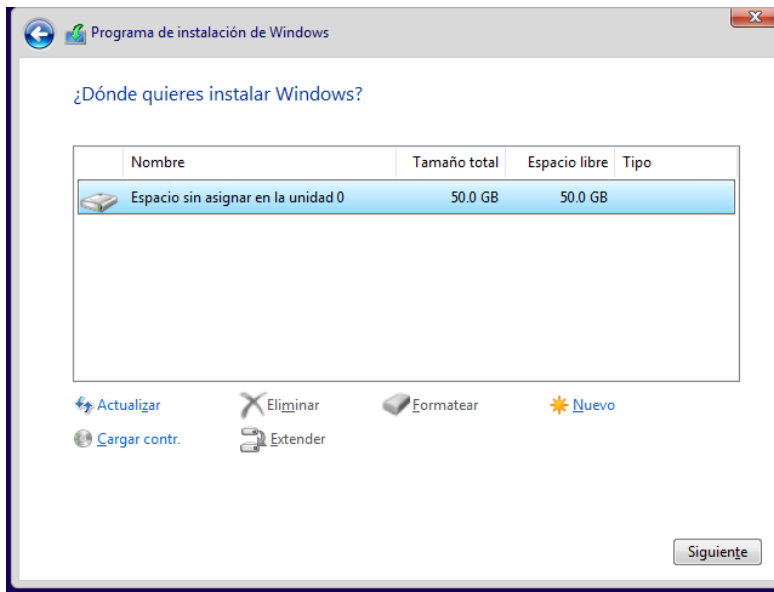 Programa de instalación de Windows
¿Dónde quieres instalar Windows?
Nombre Tamaño total Espacio libre Tipo
Espacio sin asignar en la unidad 0 50.0 GB 50.0 GB
Actualizar Eliminar Formatear Nuevo
Cargar contr. Extender
Siguiente